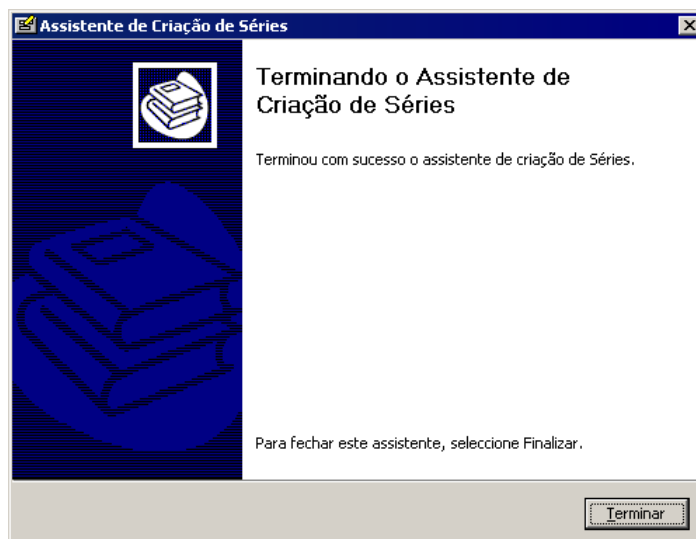 Assistente de Criação de Séries
Terminando o Assistente de
Criação de Séries
Terminou com sucesso o assistente de criação de Séries.
Para fechar este assistente, seleccione Finalizar.
Terminar